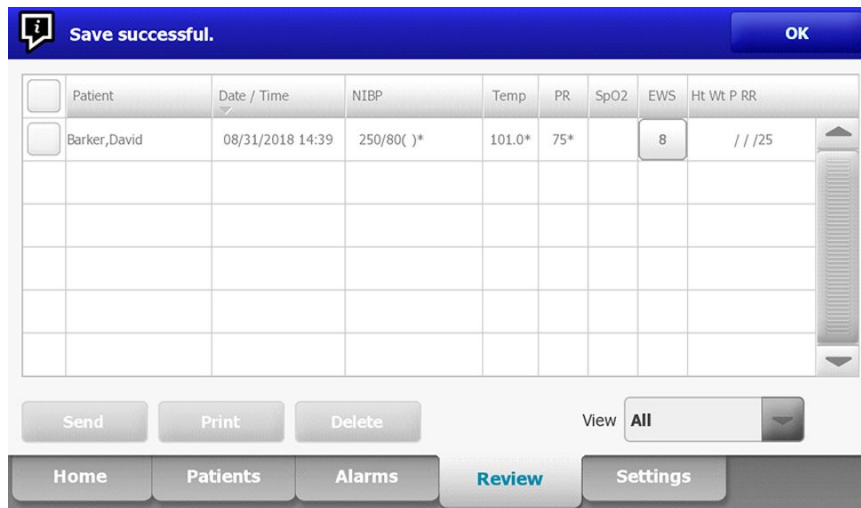 Save successful.
OK
Patient Date / Time NIBP Temp PR SpO2 EWS Ht Wt P RR
Barker,David 08/31/2018 14:39 250/80( )* 101.0* 75* 8 / / /25
Send Print Delete View All
Home Patients Alarms Review Settings